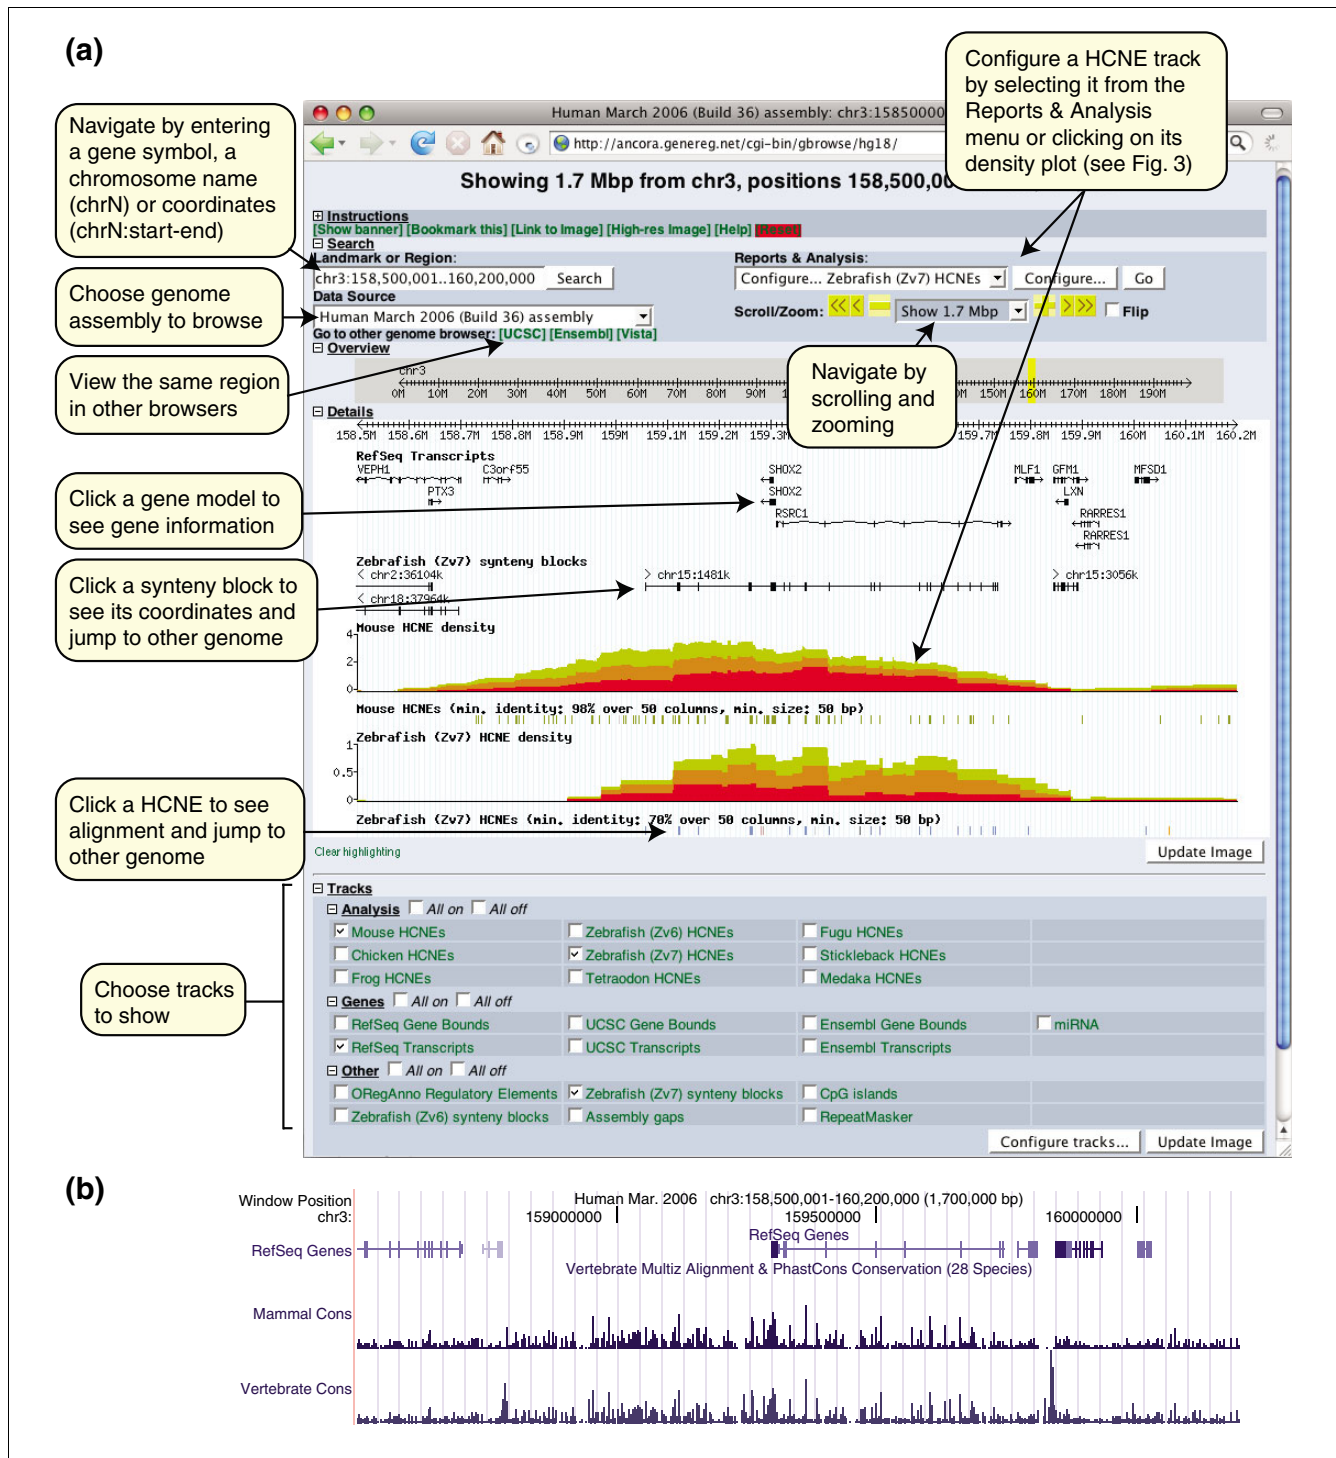 (a)
Configure a HCNE track
by selecting it from the
Reports & Analysis
menu or clicking on its
density plot (see Fig. 3)
Navigate by entering
a gene symbol, a
chromosome name
(chrN) or coordinates
(chrN:start-end)
Human March 2006 (Build 36) assembly: chr3:15850000
http://ancora.genereg.net/cgi-bin/gbrowse/hg18/
Showing 1.7 Mbp from chr3, positions 158,500,00
Instructions
[Show banner] [Bookmark this] [Link to Image] [High-res Image] [Help] [Reset]
Search
Landmark or Region:
Reports & Analysis:
chr3:158,500,001..160,200,000 Search
Configure... Zebrafish (Zv7) HCNEs Configure... Go
Choose genome
assembly to browse
Data Source
Human March 2006 (Build 36) assembly
Scroll/Zoom: << < Show 1.7 Mbp > >> Flip
Go to other genome browser: [UCSC] [Ensembl] [Vista]
View the same region
in other browsers
Navigate by
scrolling and
zooming
Overview
chr3
0M 10M 20M 30M 40M 50M 60M 70M 80M 90M 150M 160M 170M 180M 190M
Details
158.5M 158.6M 158.7M 158.8M 158.9M 159M 159.1M 159.2M 159.3M 159.7M 159.8M 159.9M 160M 160.1M 160.2M
Click a gene model to
see gene information
RefSeq Transcripts
VEPH1 C3orf55 SHOX2 MLF1 GFM1 MFSD1
PTX3 SHOX2 LXN
RSRC1 RARRES1
RARRES1
Click a synteny block to
see its coordinates and
jump to other genome
Zebrafish (Zv7) synteny blocks
< chr2:36104k > chr15:1481k > chr15:3056k
< chr18:37964k
Mouse HCNE density
4
2
0
Mouse HCNEs (min. identity: 98% over 50 columns, min. size: 50 bp)
Zebrafish (Zv7) HCNE density
1
0.5
0
Click a HCNE to see
alignment and jump to
other genome
Zebrafish (Zv7) HCNEs (min. identity: 70% over 50 columns, min. size: 50 bp)
Clear highlighting
Update Image
Choose tracks
to show
Tracks
Analysis All on All off
Mouse HCNEs Zebrafish (Zv6) HCNEs Fugu HCNEs
Chicken HCNEs Zebrafish (Zv7) HCNEs Stickleback HCNEs
Frog HCNEs Tetraodon HCNEs Medaka HCNEs
Genes All on All off
RefSeq Gene Bounds UCSC Gene Bounds Ensembl Gene Bounds miRNA
RefSeq Transcripts UCSC Transcripts Ensembl Transcripts
Other All on All off
ORegAnno Regulatory Elements Zebrafish (Zv7) synteny blocks CpG islands
Zebrafish (Zv6) synteny blocks Assembly gaps RepeatMasker
Configure tracks... Update Image
(b)
Window Position Human Mar. 2006 chr3:158,500,001-160,200,000 (1,700,000 bp)
chr3: 159000000 159500000 160000000
RefSeq Genes
RefSeq Genes
Vertebrate Multiz Alignment & PhastCons Conservation (28 Species)
Mammal Cons
Vertebrate Cons